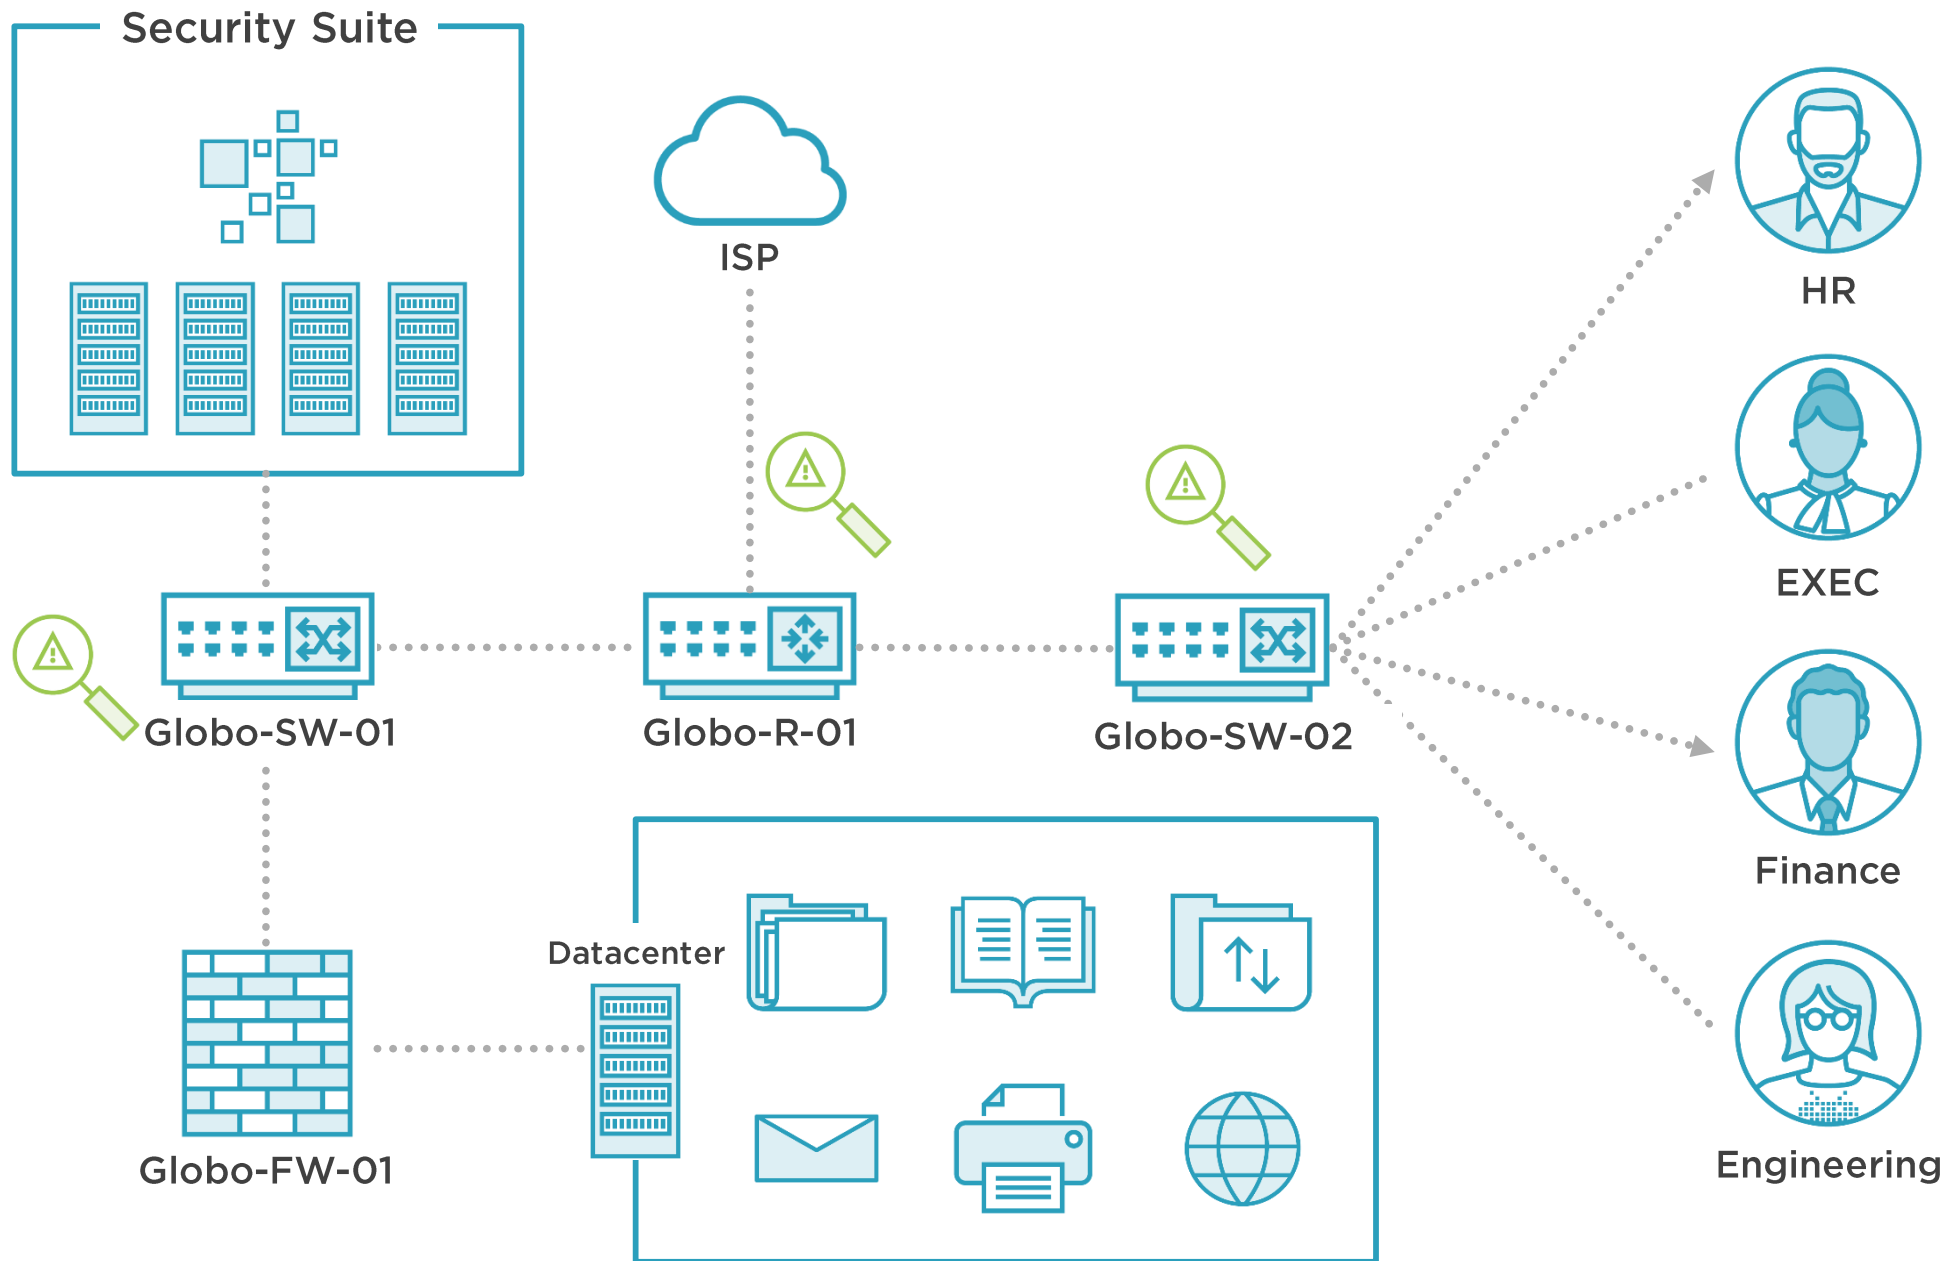 Security Suite
ISP
HR
EXEC
Globo-SW-01
Globo-R-01
Globo-SW-02
Finance
Datacenter
Globo-FW-01
Engineering